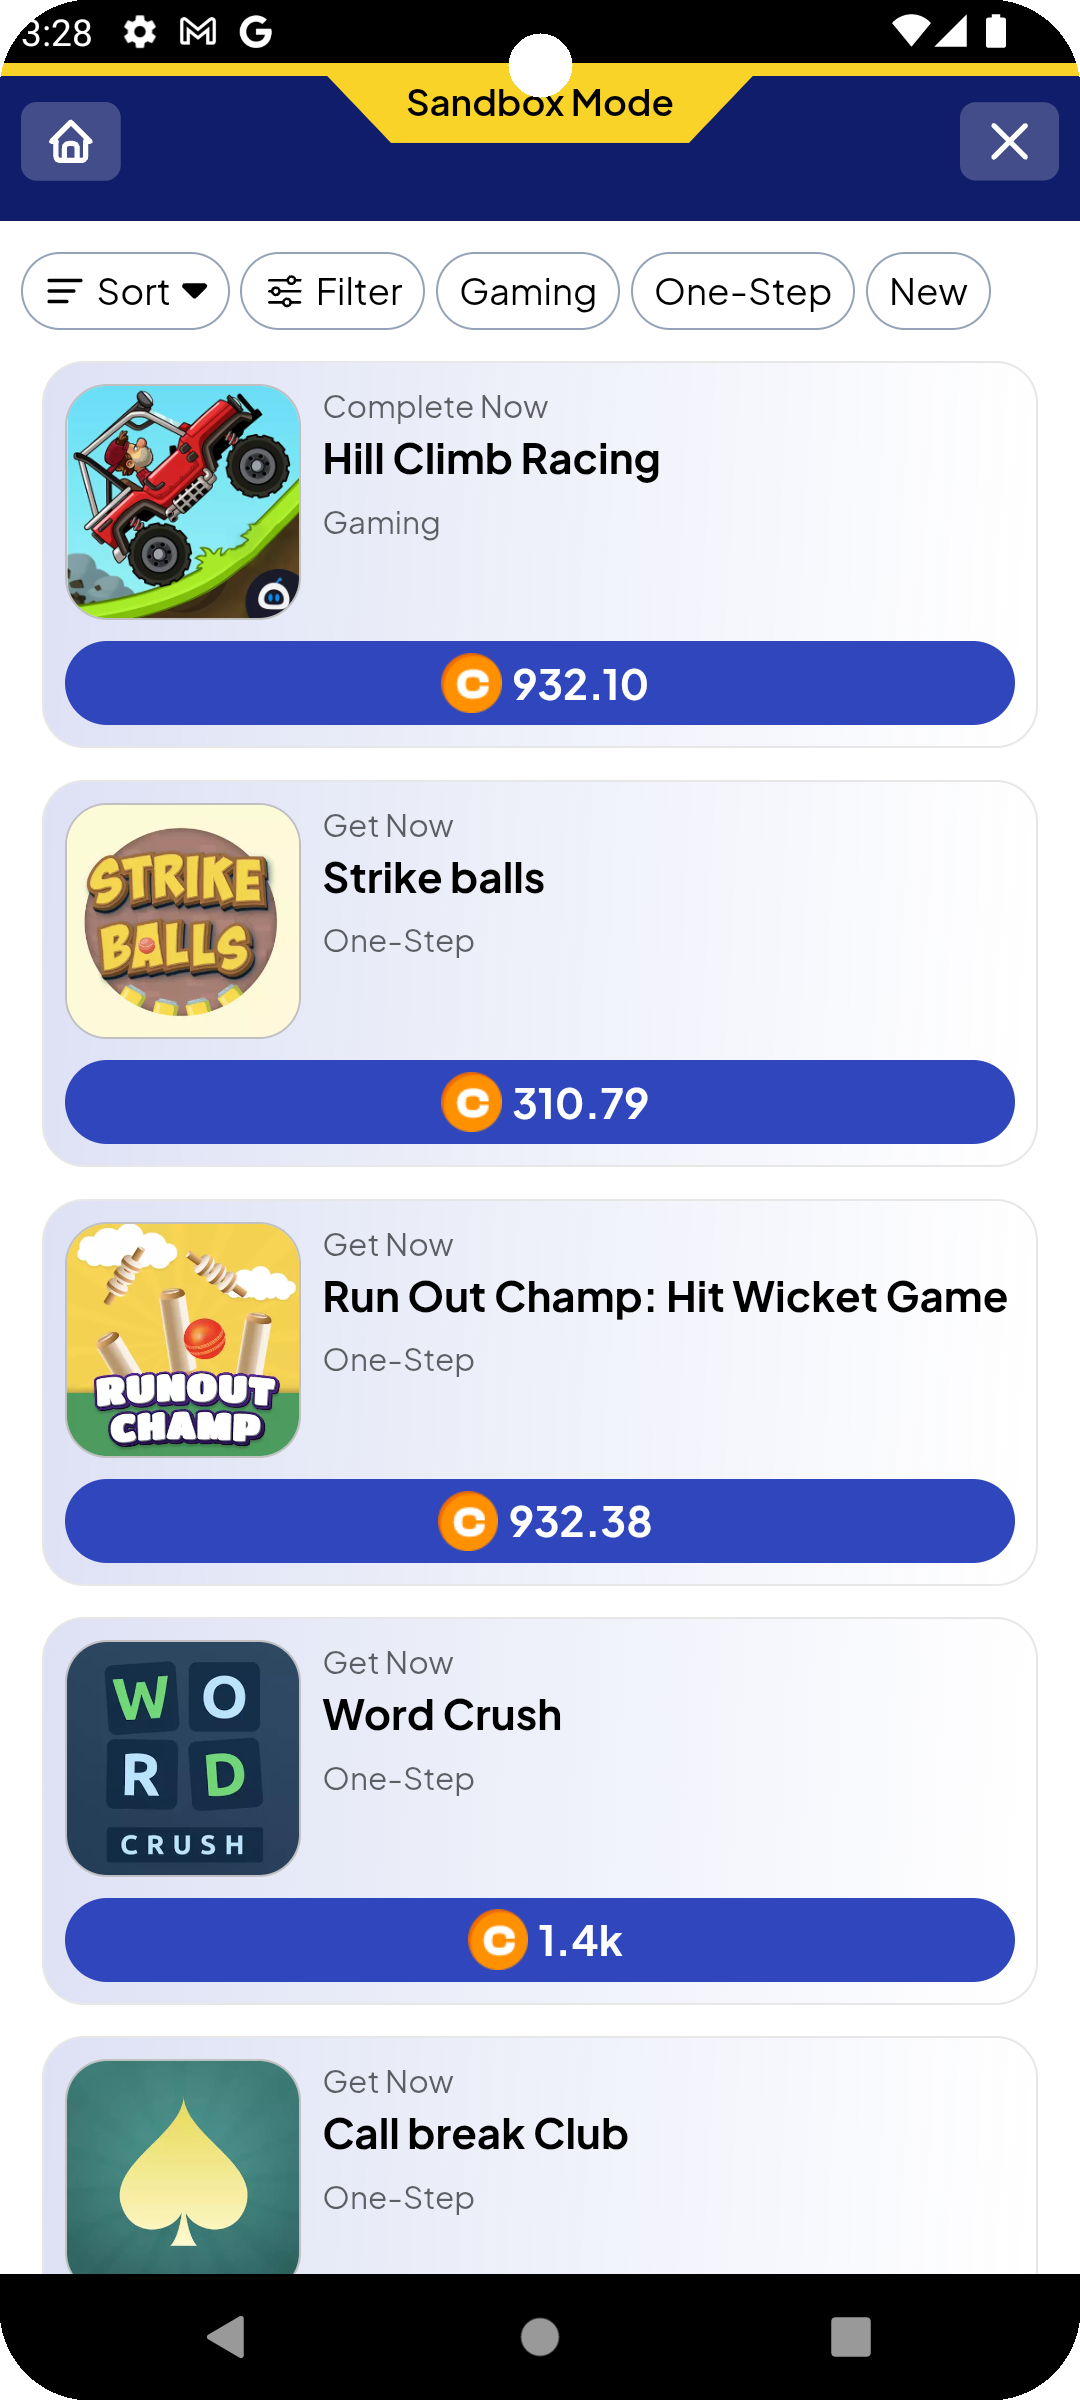 3:28
Sandbox Mode
Sort
Filter
Gaming
One-Step
New
Complete Now
Hill Climb Racing
Gaming
C 932.10
STRIKE
BALLS
Get Now
Strike balls
One-Step
C 310.79
RUNOUT
CHAMP
Get Now
Run Out Champ: Hit Wicket Game
One-Step
C 932.38
W O
R D
CRUSH
Get Now
Word Crush
One-Step
C 1.4k
Get Now
Call break Club
One-Step